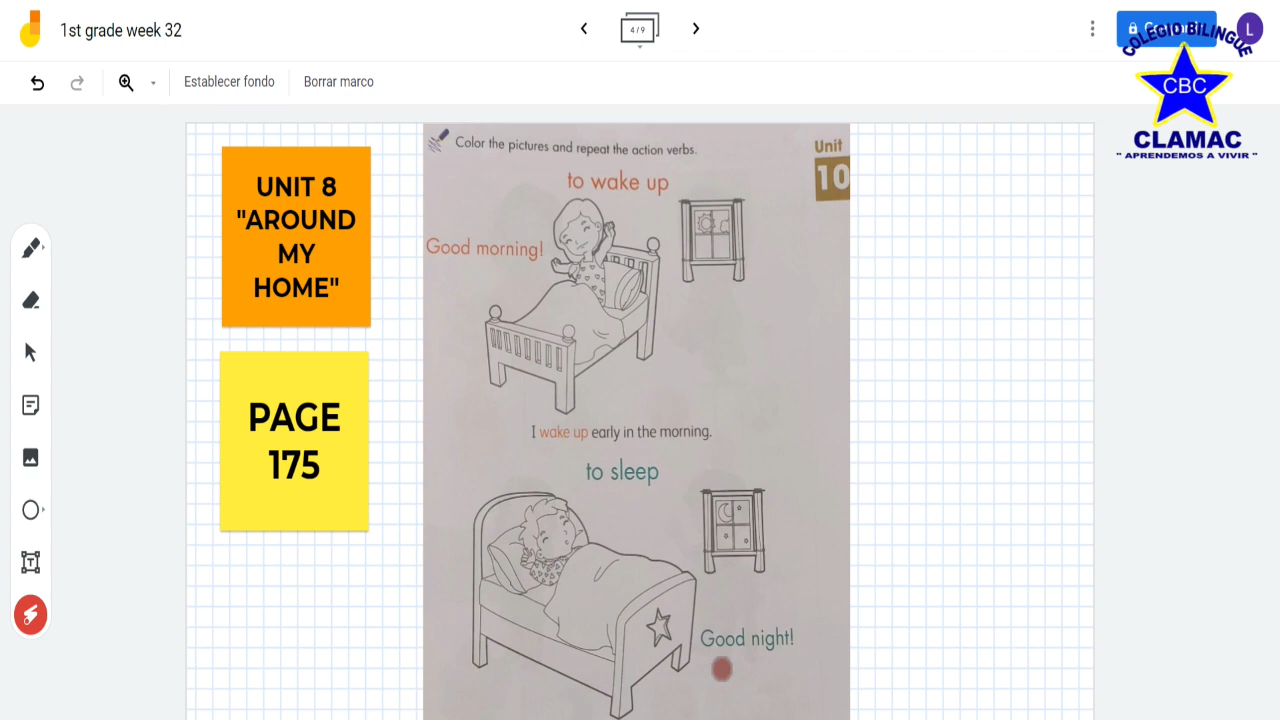 1st grade week 32
4 / 9
L
COLEGIO BILINGÜE
CBC
CLAMAC
" APRENDEMOS A VIVIR "
Establecer fondo
Borrar marco
UNIT 8
"AROUND
MY
HOME"
PAGE
175
Color the pictures and repeat the action verbs.
Unit
10
to wake up
Good morning!
I wake up early in the morning.
to sleep
Good night!